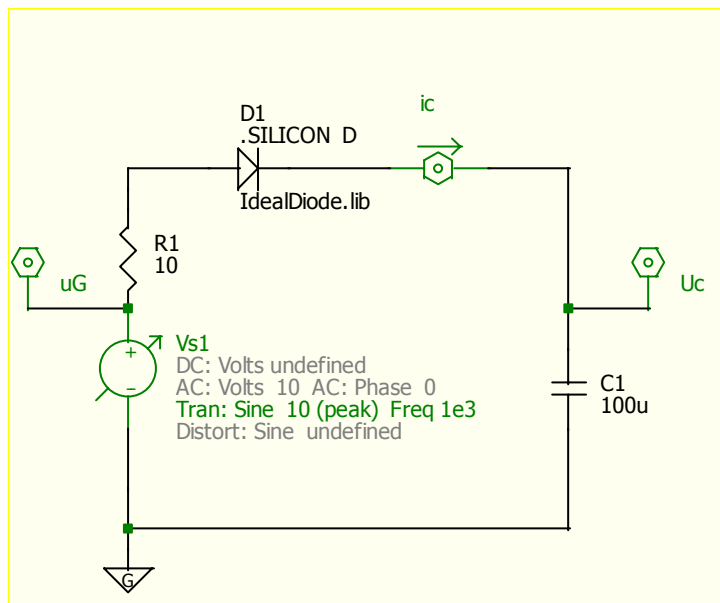 ic
D1
.SILICON D
IdealDiode.lib
R1
10
uG
Uc
Vs1
DC: Volts undefined
AC: Volts 10 AC: Phase 0
Tran: Sine 10 (peak) Freq 1e3
Distort: Sine undefined
+
-
C1
100u
G